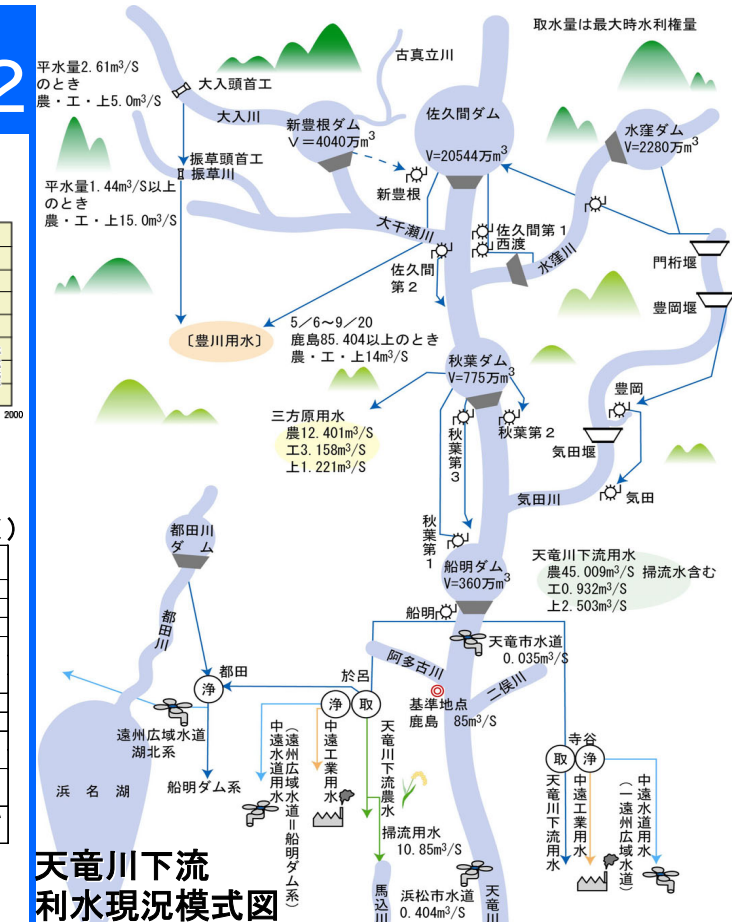 2
取水量は最大時水利権量
平水量2.61m³/S
のとき
農・工・上5.0m³/S
大入頭首工
古真立川
大入川
新豊根ダム
V=4040万m³
佐久間ダム
V=20544万m³
水窪ダム
V=2280万m³
振草頭首工
振草川
新豊根
平水量1.44m³/S以上
のとき
農・工・上15.0m³/S
大千瀬川
佐久間第1
西渡
水窪川
佐久間
第2
門桁堰
豊岡堰
〔豊川用水〕
5/6~9/20
鹿島85.404以上のとき
農・工・上14m³/S
秋葉ダム
V=775万m³
2000
三方原用水
農12.401m³/S
工3.158m³/S
上1.221m³/S
秋葉第3
秋葉第2
豊岡
気田堰
気田
気田川
)
都田川
ダム
秋葉第1
船明ダム
V=360万m³
天竜川下流用水
農45.009m³/S 掃流水含む
工0.932m³/S
上2.503m³/S
船明
都田川
天竜市水道
0.035m³/S
阿多古川
二俣川
都田
浄
於呂
浄
取
基準地点
鹿島 85m³/S
遠州広域水道
湖北系
寺谷
取
浄
浜名湖
船明ダム系
中遠水道用水
(遠州広域水道=船明ダム系)
中遠工業用水
天竜川下流農水
掃流用水
10.85m³/S
天竜川下流用水
中遠工業用水
中遠水道用水
(一遠州広域水道)
馬込川
浜松市水道
0.404m³/S
天竜川
天竜川下流
利水現況模式図